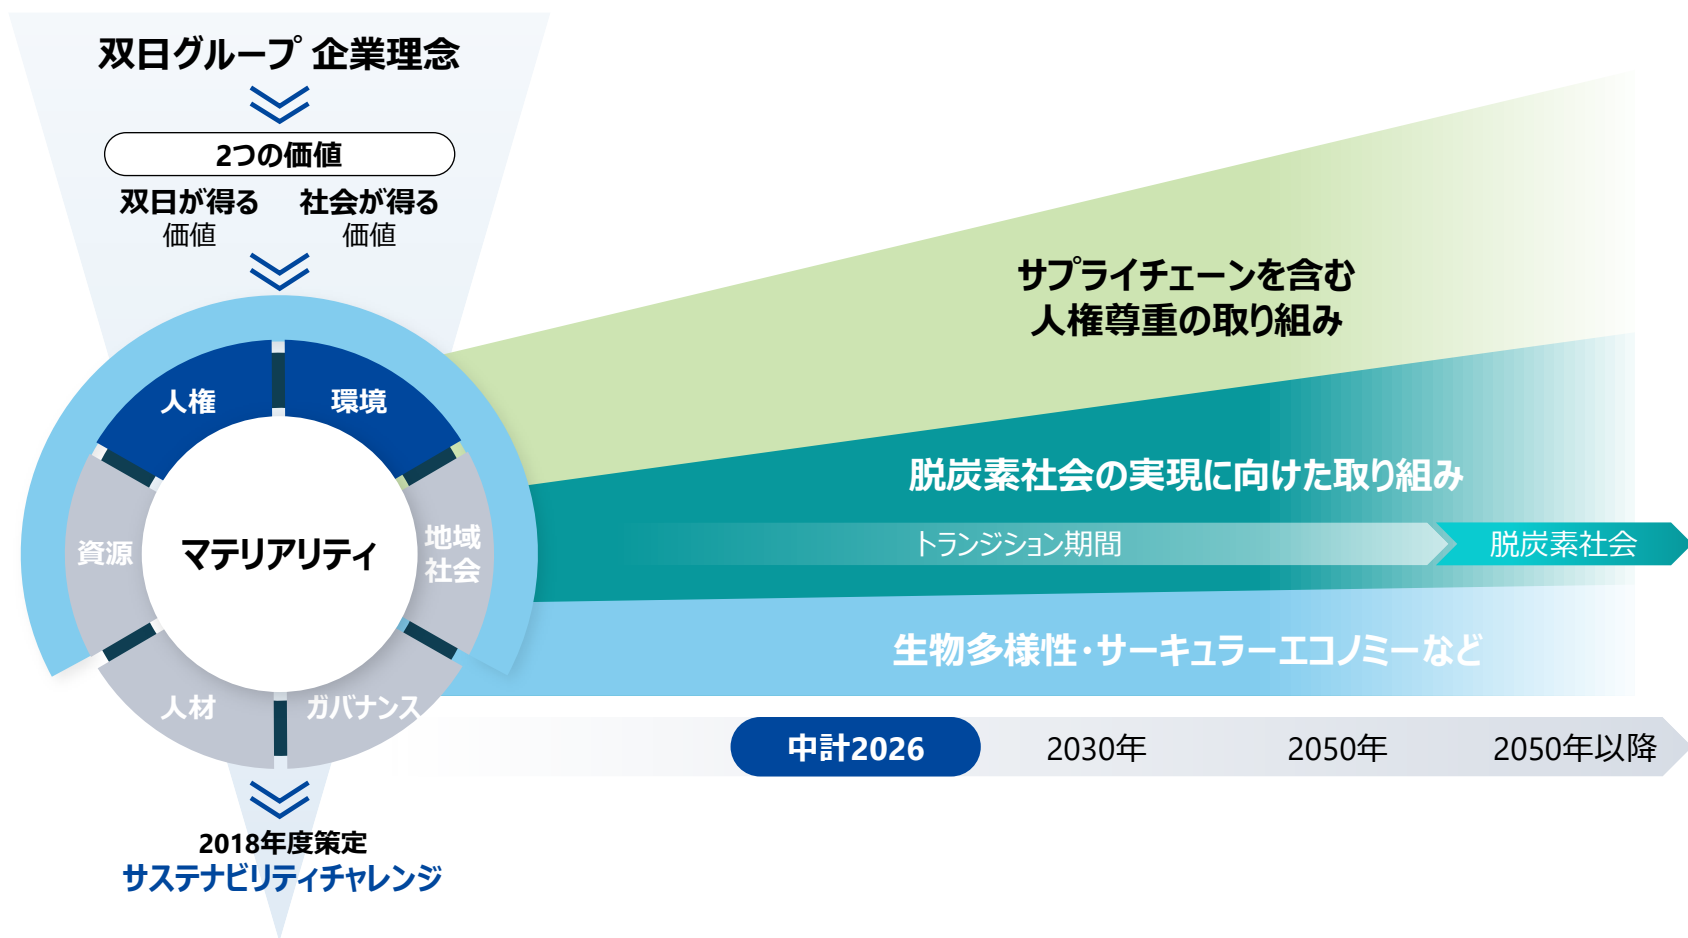 双日グループ 企業理念
2つの価値
双日が得る
価値
社会が得る
価値
人権
環境
資源
マテリアリティ
地域
社会
人材
ガバナンス
2018年度策定
サステナビリティチャレンジ
サプライチェーンを含む
人権尊重の取り組み
脱炭素社会の実現に向けた取り組み
トランジション期間
脱炭素社会
生物多様性・サーキュラーエコノミーなど
中計2026
2030年
2050年
2050年以降